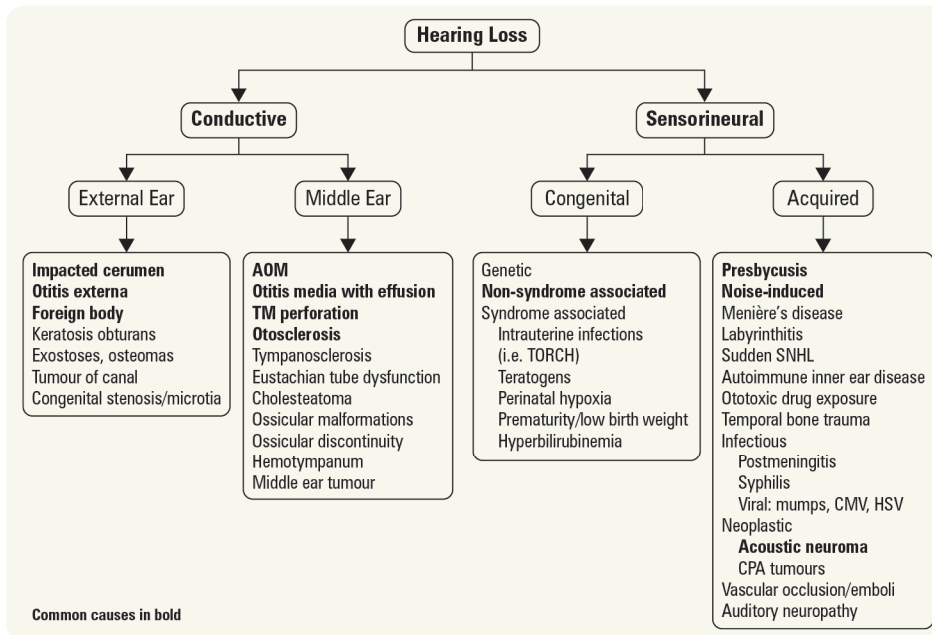 Hearing Loss
Conductive
Sensorineural
External Ear
Middle Ear
Congenital
Acquired
Impacted cerumen
Otitis externa
Foreign body
Keratosis obturans
Exostoses, osteomas
Tumour of canal
Congenital stenosis/microtia
AOM
Otitis media with effusion
TM perforation
Otosclerosis
Tympanosclerosis
Eustachian tube dysfunction
Cholesteatoma
Ossicular malformations
Ossicular discontinuity
Hemotympanum
Middle ear tumour
Genetic
Non-syndrome associated
Syndrome associated
Intrauterine infections
(i.e. TORCH)
Teratogens
Perinatal hypoxia
Prematurity/low birth weight
Hyperbilirubinemia
Presbycusis
Noise-induced
Menière's disease
Labyrinthitis
Sudden SNHL
Autoimmune inner ear disease
Ototoxic drug exposure
Temporal bone trauma
Infectious
Postmeningitis
Syphilis
Viral: mumps, CMV, HSV
Neoplastic
Acoustic neuroma
CPA tumours
Vascular occlusion/emboli
Auditory neuropathy
Common causes in bold